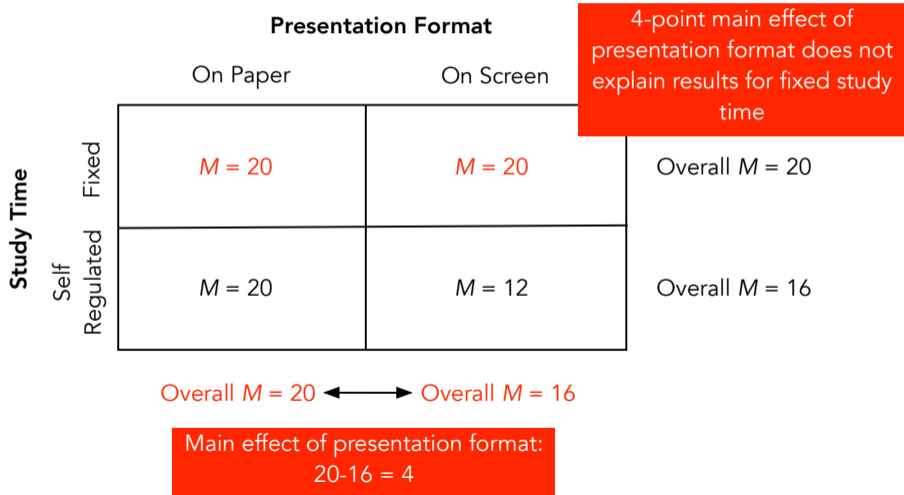 Presentation Format
4-point main effect of
presentation format does not
explain results for fixed study
time
On Paper
On Screen
Study Time
Fixed
M = 20
M = 20
Overall M = 20
Self
Regulated
M = 20
M = 12
Overall M = 16
Overall M = 20
Overall M = 16
Main effect of presentation format:
20-16 = 4